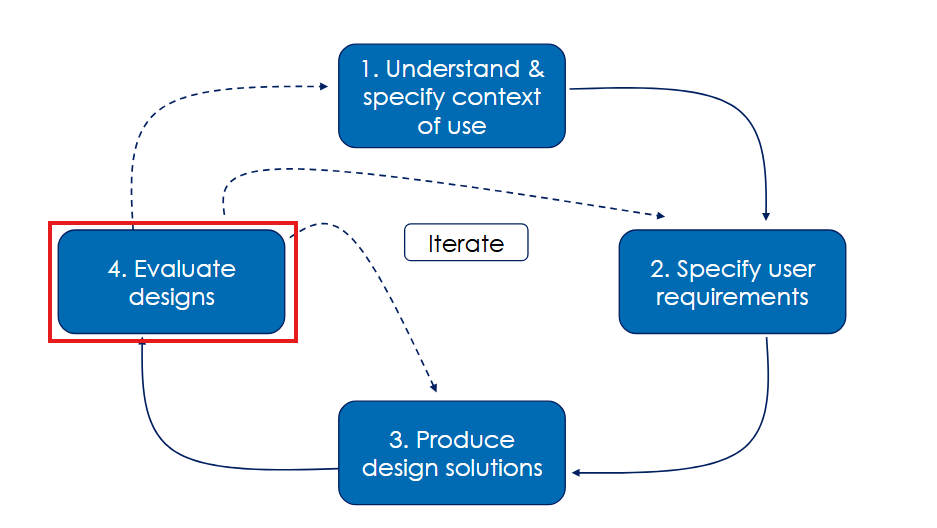 1. Understand &
specify context
of use
Iterate
4. Evaluate
designs
2. Specify user
requirements
3. Produce
design solutions